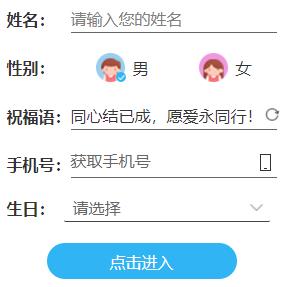 姓名： 请输入您的姓名
性别： 男 女
祝福语： 同心结已成，愿爱永同行！
手机号： 获取手机号
生日： 请选择
点击进入